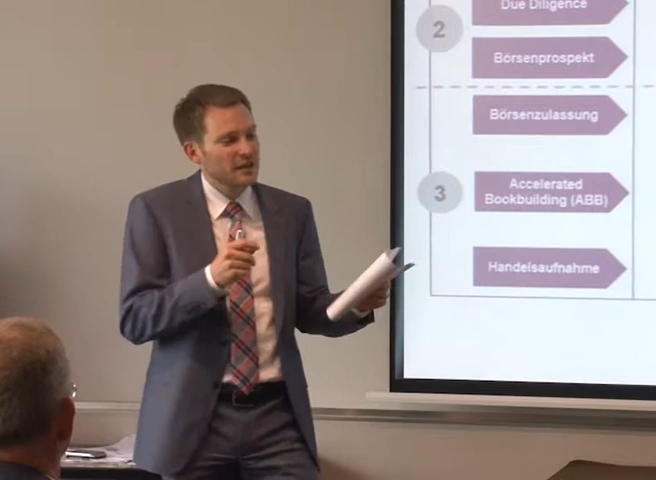 Due Diligence
2
Börsenprospekt
Börsenzulassung
3
Accelerated
Bookbuilding (ABB)
Handelsaufnahme